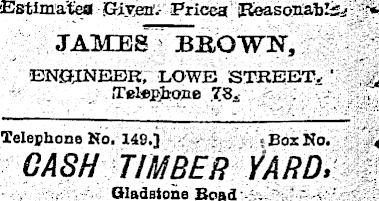 Estimates Given. Prices Reasonable
JAMES BROWN,
ENGINEER, LOWE STREET,
Telephone 78.
Telephone No. 149.] Box No.
CASH TIMBER YARD,
Gladstone Road